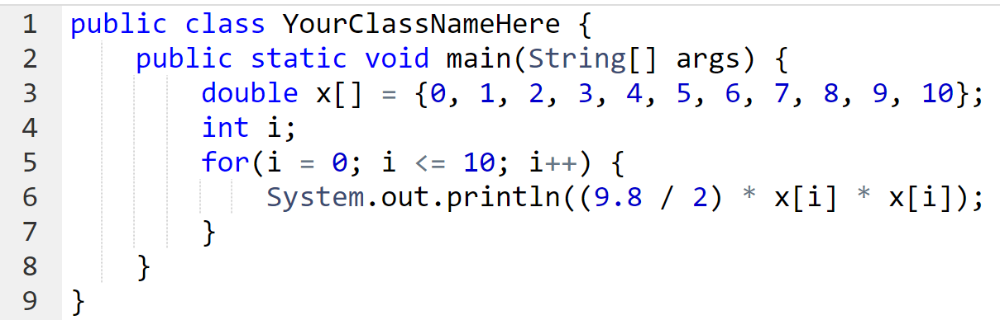 1 public class YourClassNameHere {
2     public static void main(String[] args) {
3         double x[] = {0, 1, 2, 3, 4, 5, 6, 7, 8, 9, 10};
4         int i;
5         for(i = 0; i <= 10; i++) {
6             System.out.println((9.8 / 2) * x[i] * x[i]);
7         }
8     }
9 }